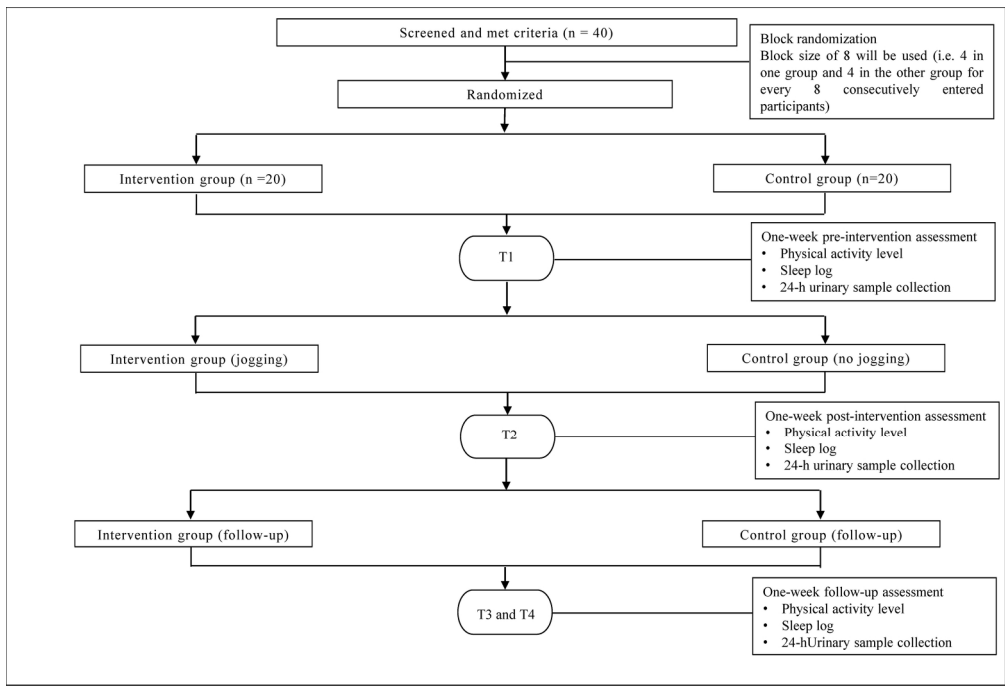 Screened and met criteria (n = 40)
Block randomization
Block size of 8 will be used (i.e. 4 in
one group and 4 in the other group for
every 8 consecutively entered
participants)
Randomized
Intervention group (n =20)
Control group (n=20)
T1
One-week pre-intervention assessment
• Physical activity level
• Sleep log
• 24-h urinary sample collection
Intervention group (jogging)
Control group (no jogging)
T2
One-week post-intervention assessment
• Physical activity level
• Sleep log
• 24-h urinary sample collection
Intervention group (follow-up)
Control group (follow-up)
T3 and T4
One-week follow-up assessment
• Physical activity level
• Sleep log
• 24-hUrinary sample collection